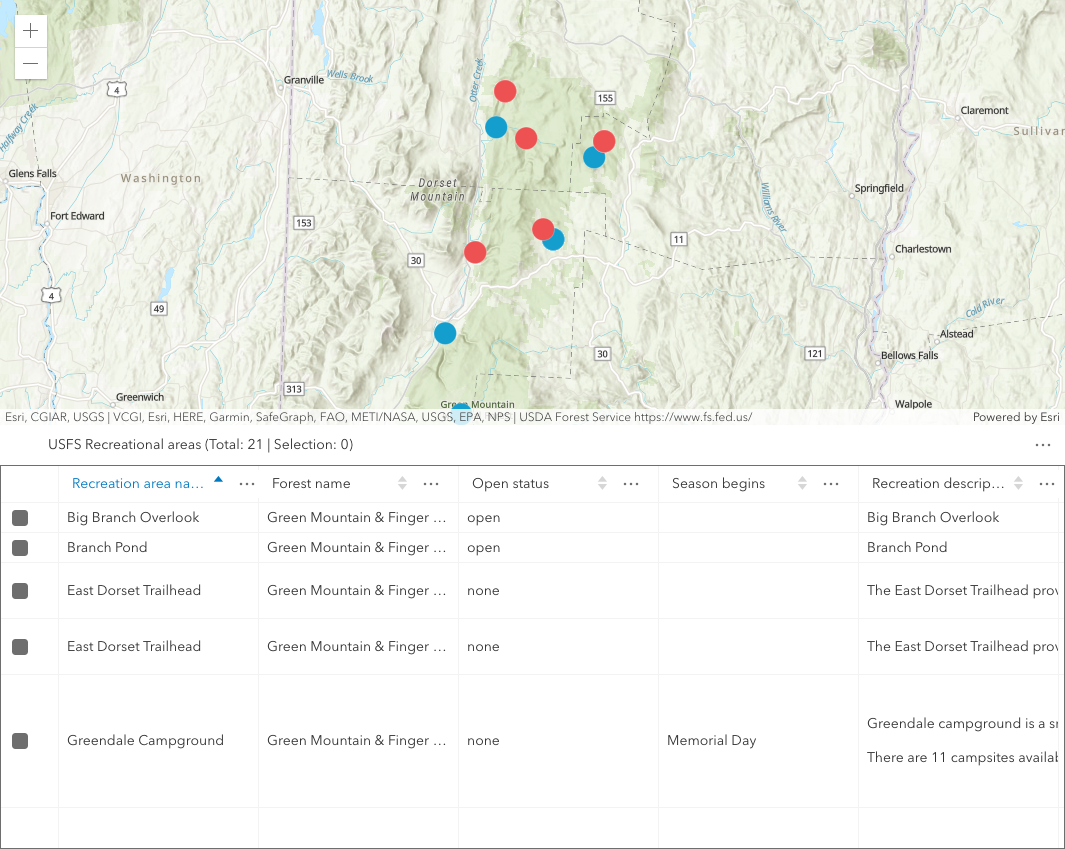 155
4
Granville
Wells Brook
Otter Creek
Claremont
Sullivan
Halfway Creek
Glens Falls
Washington
Dorset
Mountain
Springfield
Williams River
Fort Edward
153
11
30
Charlestown
4
49
Cold River
Alstead
30
121
Bellows Falls
313
Greenwich
Green Mountain
Walpole
Esri, CGIAR, USGS | VCGI, Esri, HERE, Garmin, SafeGraph, FAO, METI/NASA, USGS, EPA, NPS | USDA Forest Service https://www.fs.fed.us/
Powered by Esri
USFS Recreational areas (Total: 21 | Selection: 0)
Recreation area na… Forest name Open status Season begins Recreation descrip…
Big Branch Overlook Green Mountain & Finger … open Big Branch Overlook
Branch Pond Green Mountain & Finger … open Branch Pond
East Dorset Trailhead Green Mountain & Finger … none The East Dorset Trailhead prov
East Dorset Trailhead Green Mountain & Finger … none The East Dorset Trailhead prov
Greendale Campground Green Mountain & Finger … none Memorial Day Greendale campground is a sm
There are 11 campsites availab